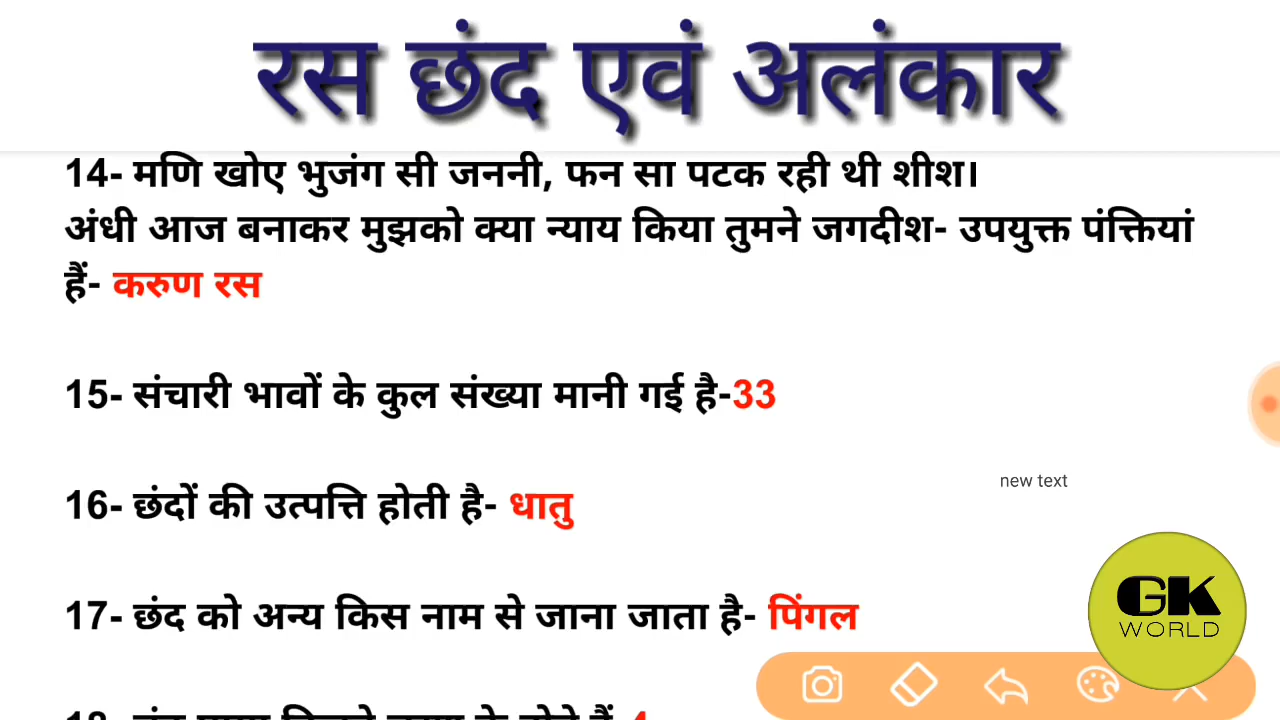 रस छंद एवं अलंकार
14- मणि खोए भुजंग सी जननी, फन सा पटक रही थी शीश।
अंधी आज बनाकर मुझको क्या न्याय किया तुमने जगदीश- उपयुक्त पंक्तियां
हैं- करुण रस
15- संचारी भावों के कुल संख्या मानी गई है-33
new text
16- छंदों की उत्पत्ति होती है- धातु
17- छंद को अन्य किस नाम से जाना जाता है- पिंगल
GK
WORLD